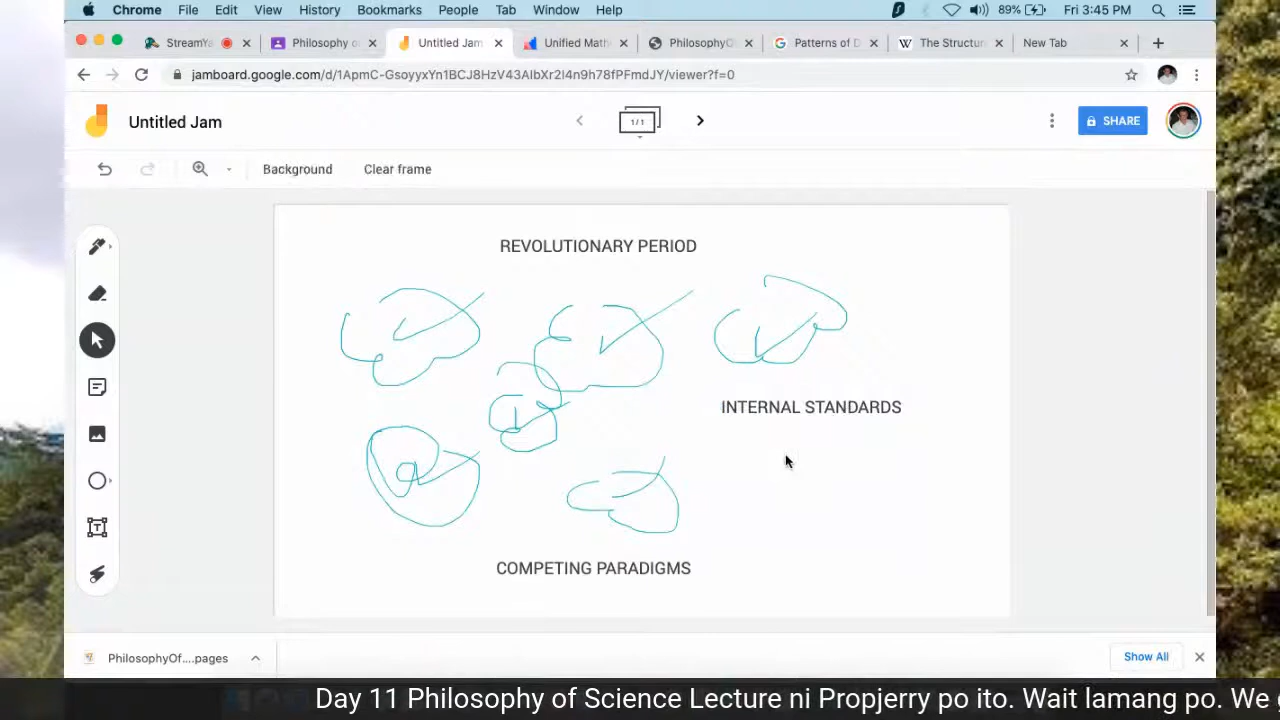 Chrome File Edit View History Bookmarks People Tab Window Help 89% Fri 3:45 PM
StreamYa Philosophy o Untitled Jam Unified Math PhilosophyO Patterns of D The Structur New Tab
jamboard.google.com/d/1ApmC-GsoyyxYn1BCJ8HzV43AlbXr2I4n9h78fPFmdJY/viewer?f=0
Untitled Jam 1/1 SHARE
Background Clear frame
REVOLUTIONARY PERIOD
INTERNAL STANDARDS
COMPETING PARADIGMS
PhilosophyOf....pages Show All
Day 11 Philosophy of Science Lecture ni Propjerry po ito. Wait lamang po. We